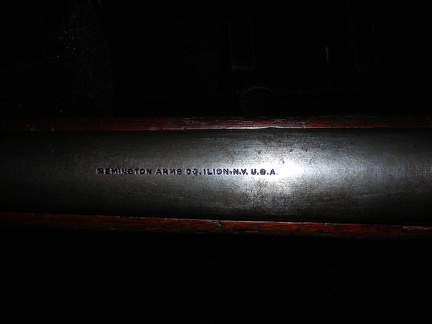 REMINGTON ARMS CO. ILION, N.Y. U.S.A.